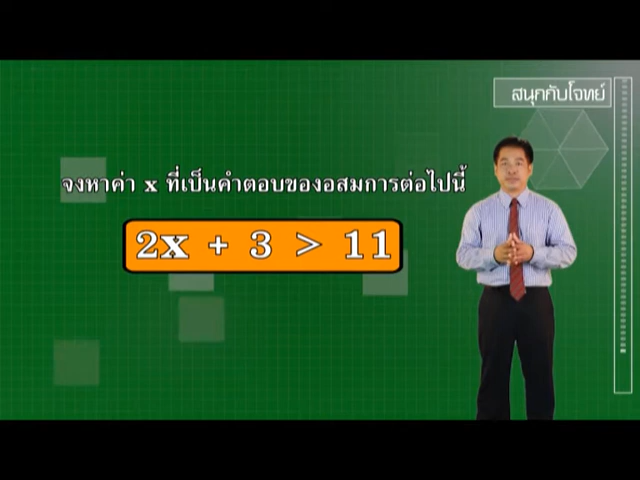 สนุกกับโจทย์
จงหาค่า x ที่เป็นคำตอบของอสมการต่อไปนี้
2x + 3 > 11